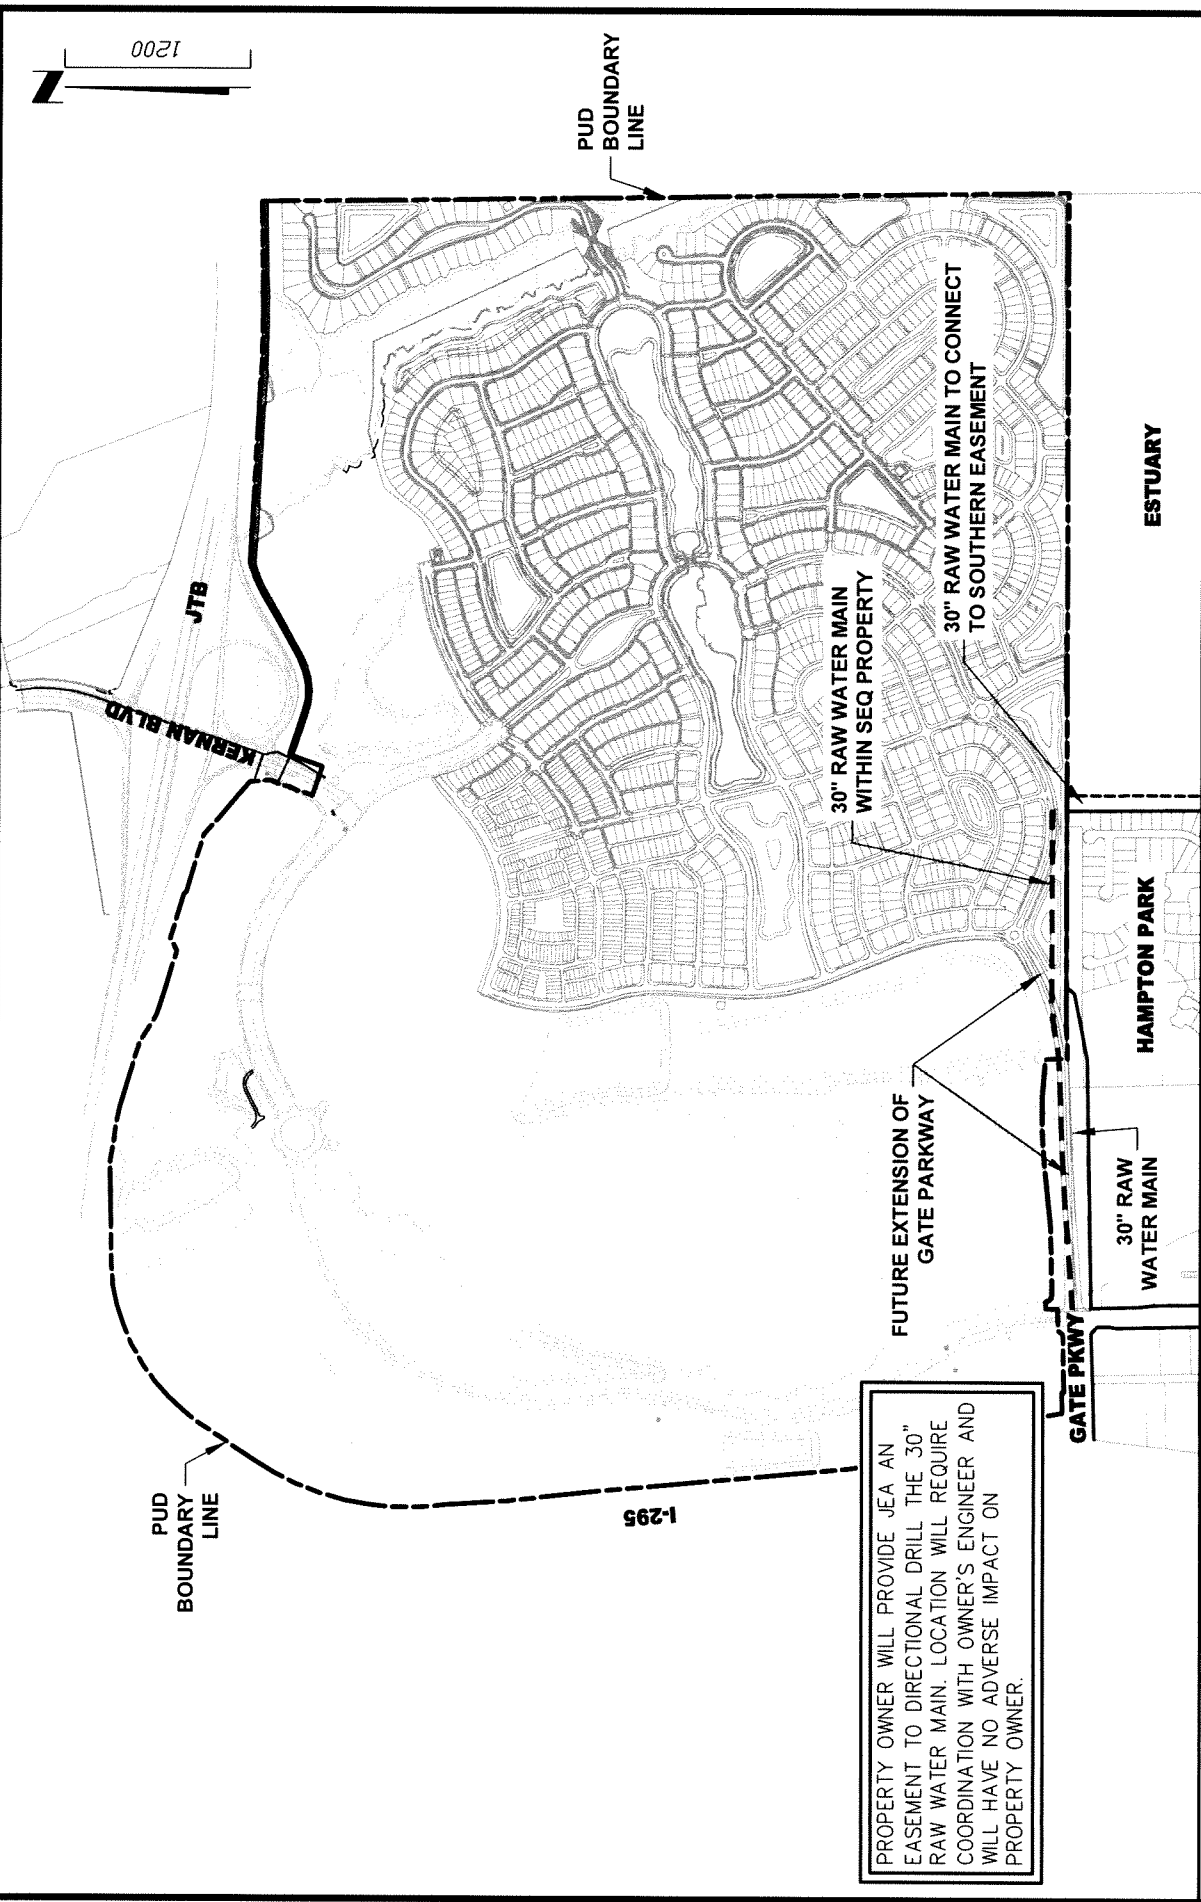 PUD
BOUNDARY
LINE
I-295
JTB
KERNAN BLVD
1200
N
PUD
BOUNDARY
LINE
PROPERTY OWNER WILL PROVIDE JEA AN
EASEMENT TO DIRECTIONAL DRILL THE 30"
RAW WATER MAIN. LOCATION WILL REQUIRE
COORDINATION WITH OWNER'S ENGINEER AND
WILL HAVE NO ADVERSE IMPACT ON
PROPERTY OWNER.
FUTURE EXTENSION OF
GATE PARKWAY
30" RAW WATER MAIN
WITHIN SEQ PROPERTY
30" RAW WATER MAIN TO CONNECT
TO SOUTHERN EASEMENT
GATE PKWY
30" RAW
WATER MAIN
HAMPTON PARK
ESTUARY